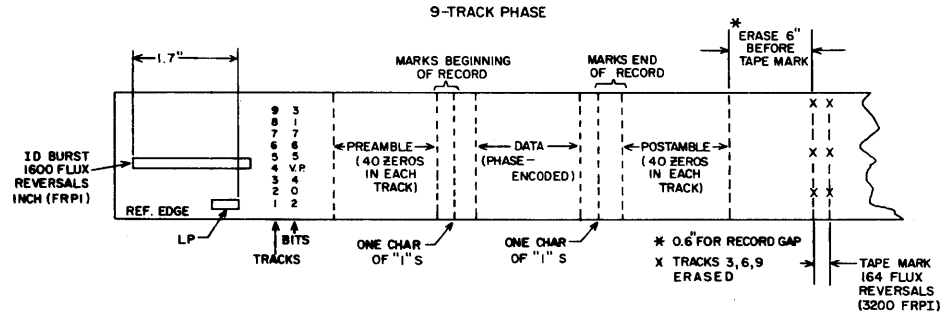 9-TRACK PHASE
1.7"
MARKS BEGINNING
OF RECORD
MARKS END
OF RECORD
*
ERASE 6"
BEFORE
TAPE MARK
ID BURST
1600 FLUX
REVERSALS
INCH (FRPI)
REF. EDGE
LP
9 3
8 1
7 7
6 6
5 5
4 V.P.
3 4
2 0
1 2
TRACKS
BITS
PREAMBLE
(40 ZEROS
IN EACH
TRACK)
DATA
(PHASE-
ENCODED)
POSTAMBLE
(40 ZEROS
IN EACH
TRACK)
X X
X X
X X
ONE CHAR
OF "1" S
ONE CHAR
OF "1" S
* 0.6" FOR RECORD GAP
X TRACKS 3,6,9
ERASED
TAPE MARK
164 FLUX
REVERSALS
(3200 FRPI)